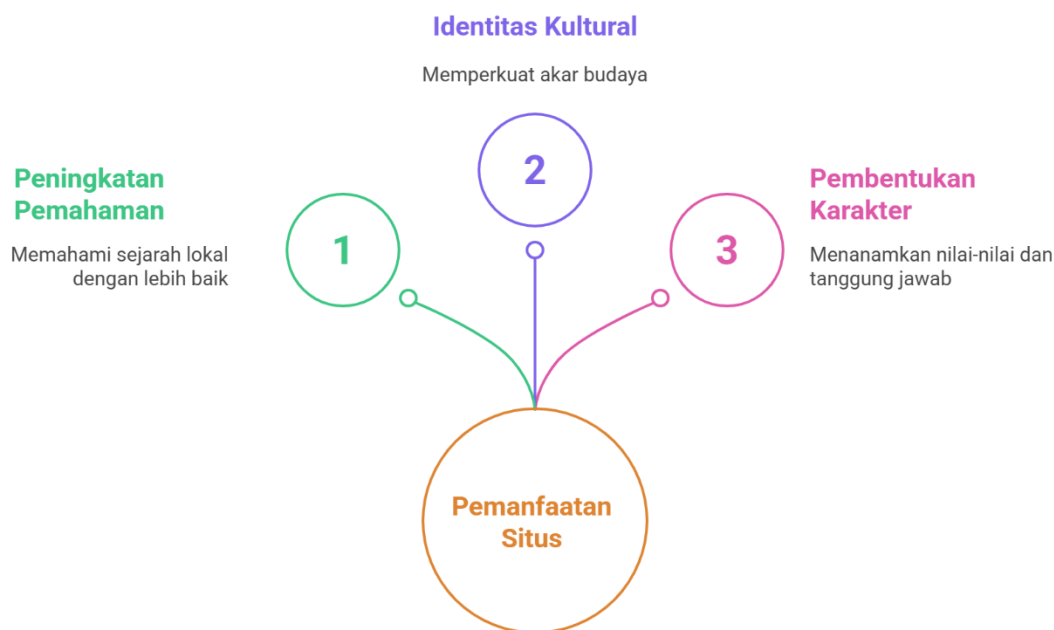 Identitas Kultural
Memperkuat akar budaya
2
Peningkatan
Pemahaman
Memahami sejarah lokal
dengan lebih baik
1
3
Pembentukan
Karakter
Menanamkan nilai-nilai dan
tanggung jawab
Pemanfaatan
Situs